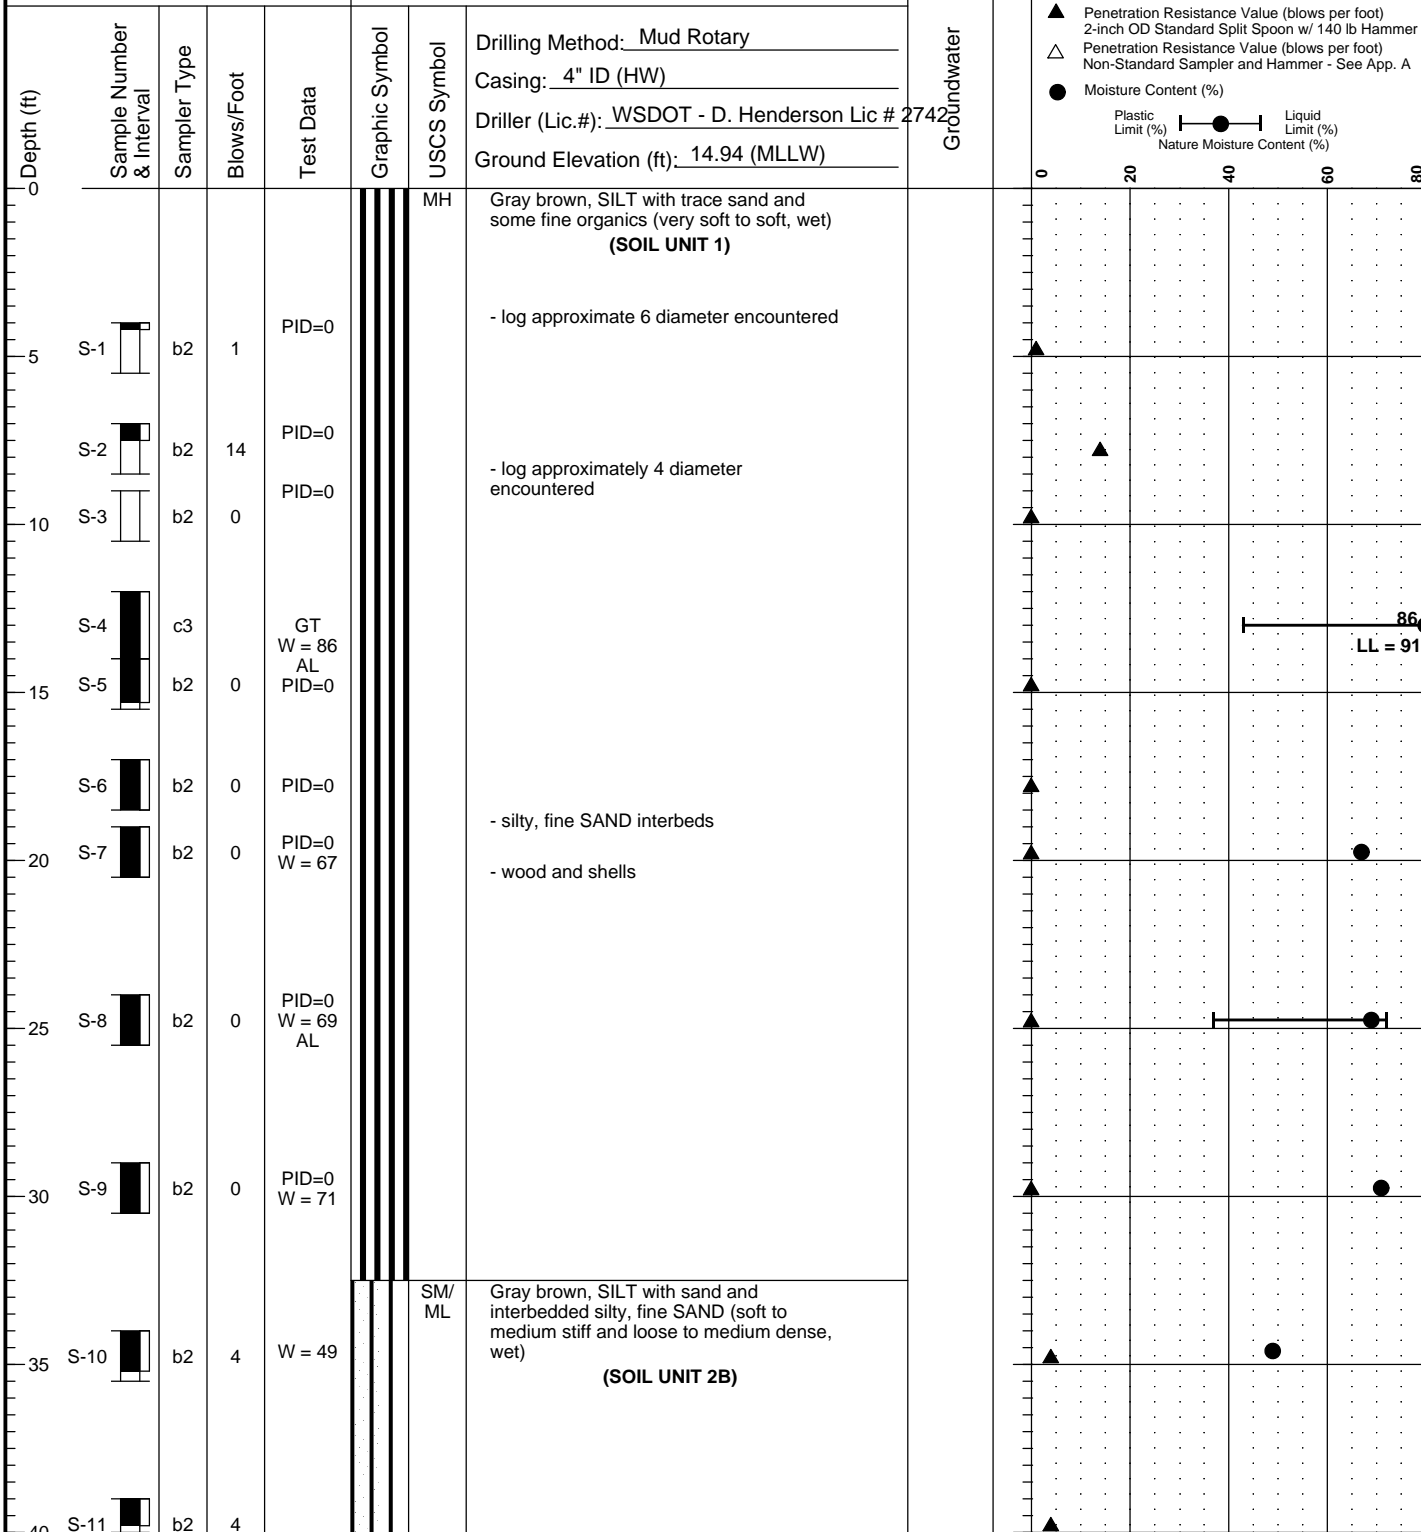 Depth (ft)
Sample Number
& Interval
Sampler Type
Blows/Foot
Test Data
Graphic Symbol
USCS Symbol
Drilling Method: Mud Rotary
Casing: 4" ID (HW)
Driller (Lic.#): WSDOT - D. Henderson Lic # 2742
Ground Elevation (ft): 14.94 (MLLW)
Groundwater
Penetration Resistance Value (blows per foot)
2-inch OD Standard Split Spoon w/ 140 lb Hammer
Penetration Resistance Value (blows per foot)
Non-Standard Sampler and Hammer - See App. A
Moisture Content (%)
Plastic Limit (%)
Liquid Limit (%)
Nature Moisture Content (%)
0 20 40 60 80
0
MH
Gray brown, SILT with trace sand and
some fine organics (very soft to soft, wet)
(SOIL UNIT 1)
- log approximate 6 diameter encountered
PID=0
S-1 b2 1
5
PID=0
S-2 b2 14
- log approximately 4 diameter
encountered
PID=0
S-3 b2 0
10
S-4 c3 GT
W = 86
AL
86
LL = 91
S-5 b2 0 PID=0
15
S-6 b2 0 PID=0
- silty, fine SAND interbeds
S-7 b2 0 PID=0
W = 67
20
- wood and shells
PID=0
S-8 b2 0 W = 69
AL
25
PID=0
S-9 b2 0 W = 71
30
SM/
ML
Gray brown, SILT with sand and
interbedded silty, fine SAND (soft to
medium stiff and loose to medium dense,
wet)
(SOIL UNIT 2B)
S-10 b2 4 W = 49
35
S-11 b2 4
40